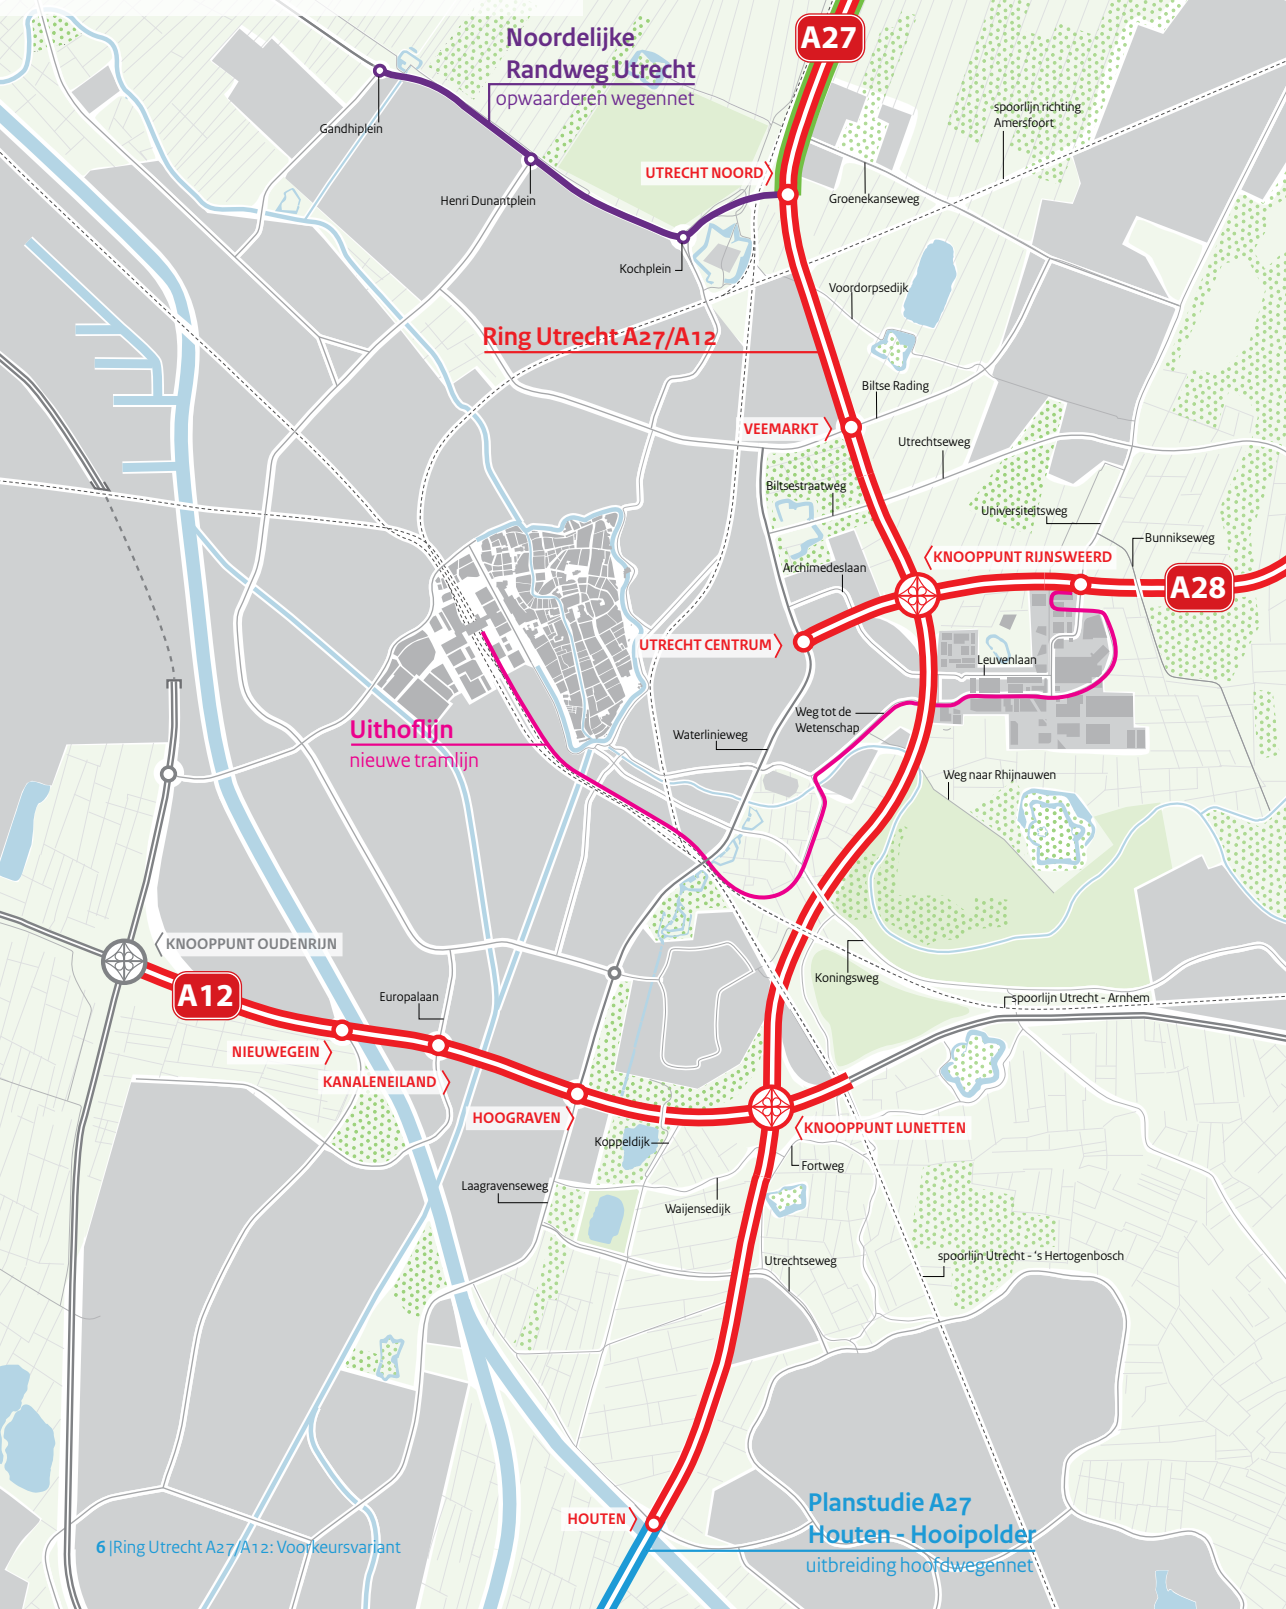 A27
Noordelijke
Randweg Utrecht
opwaarderen wegennet
spoorlijn richting
Amersfoort
Gandhiplein
UTRECHT NOORD
Henri Dunantplein
Groenekanseweg
Kochplein
Voordorpsedijk
Ring Utrecht A27/A12
Biltse Rading
VEEMARKT
Utrechtseweg
Biltsestraatweg
Universiteitsweg
Bunnikseweg
KNOOPPUNT RIJNSWEERD
Archimedeslaan
A28
UTRECHT CENTRUM
Leuvenlaan
Weg tot de
Wetenschap
Uithoflijn
nieuwe tramlijn
Waterlinieweg
Weg naar Rhijnauwen
KNOOPPUNT OUDENRIJN
Koningsweg
A12
Europalaan
spoorlijn Utrecht - Arnhem
NIEUWEGEIN
KANALENEILAND
HOOGRAVEN
KNOOPPUNT LUNETTEN
Koppeldijk
Fortweg
Laagravenseweg
Waijensedijk
Utrechtseweg
spoorlijn Utrecht - 's Hertogenbosch
Planstudie A27
Houten - Hooipolder
uitbreiding hoofdwegennet
HOUTEN
6 |Ring Utrecht A27/A12: Voorkeursvariant